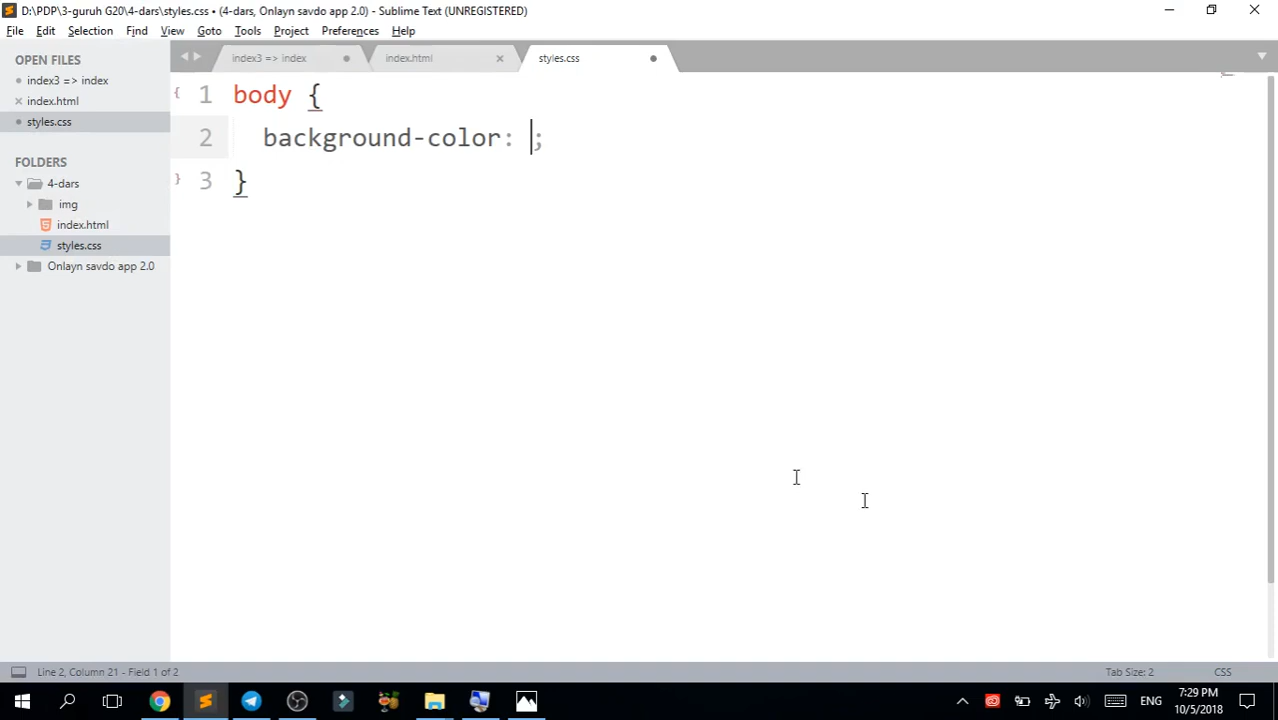 D:\PDP\3-guruh G20\4-dars\styles.css • (4-dars, Onlayn savdo app 2.0) - Sublime Text (UNREGISTERED)
File Edit Selection Find View Goto Tools Project Preferences Help
OPEN FILES
index3 => index
index.html
styles.css
FOLDERS
4-dars
img
index.html
styles.css
Onlayn savdo app 2.0
index3 => index index.html styles.css
1 body {
2 background-color: ;
3 }
Line 2, Column 21 - Field 1 of 2 Tab Size: 2 CSS
ENG 7:29 PM
10/5/2018